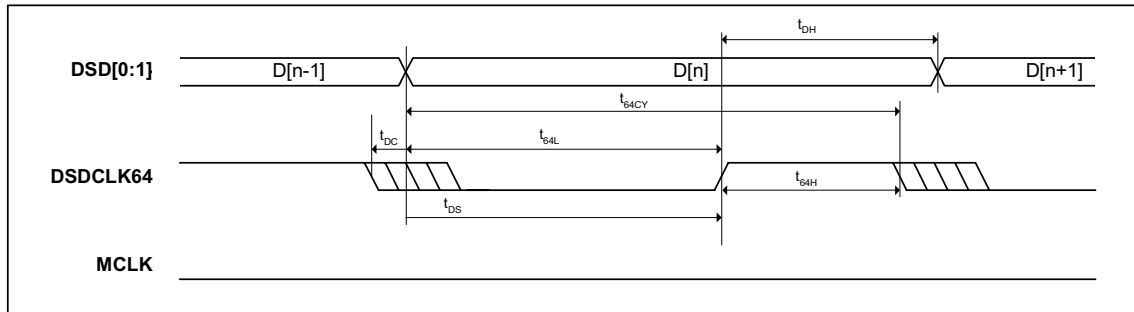 t_DH
DSD[0:1] D[n-1] D[n] D[n+1]
t_64CY
t_DC t_64L
DSDCLK64
t_64H
t_DS
MCLK